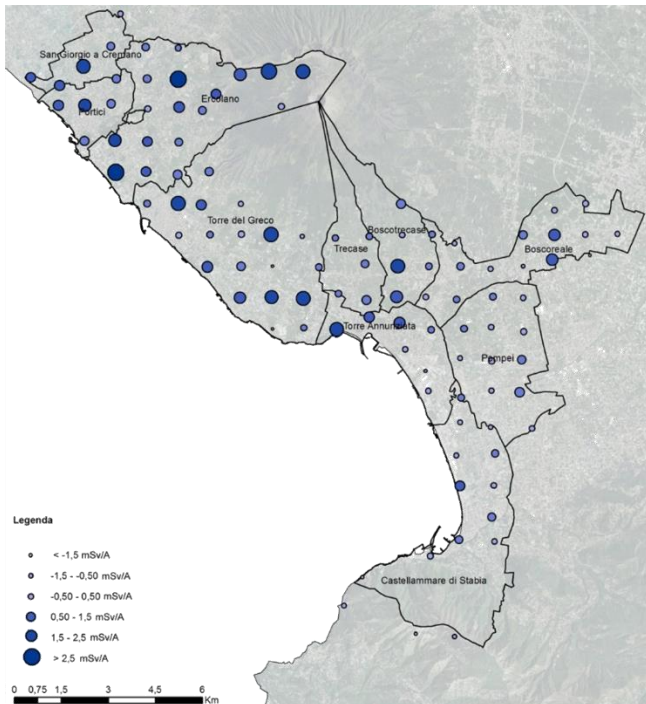 San Giorgio a Cremano
Ercolano
Portici
Torre del Greco
Boscotrecase
Trecase
Boscoreale
Torre Annunziata
Pompei
Castellammare di Stabia
Legenda
< -1,5 mSv/A
-1,5 - -0,50 mSv/A
-0,50 - 0,50 mSv/A
0,50 - 1,5 mSv/A
1,5 - 2,5 mSv/A
> 2,5 mSv/A
0 0,75 1,5 3 4,5 6
Km